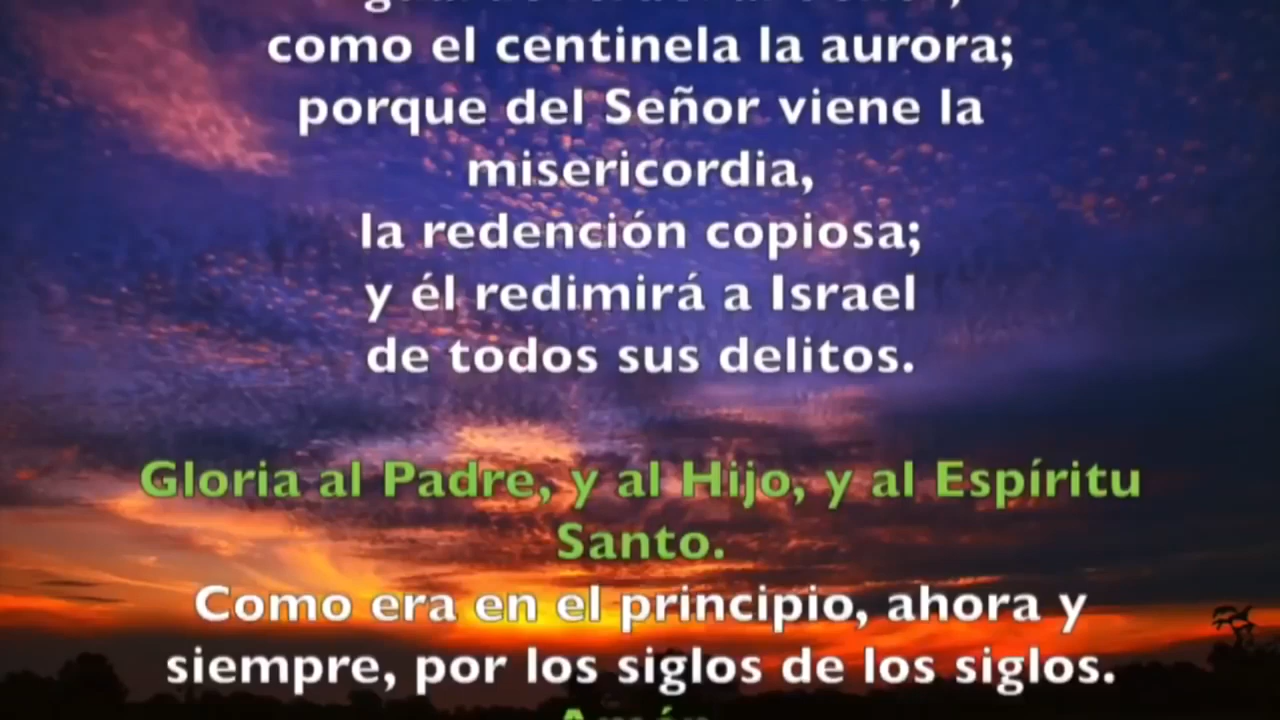 como el centinela la aurora;
porque del Señor viene la
misericordia,
la redención copiosa;
y él redimirá a Israel
de todos sus delitos.
Gloria al Padre, y al Hijo, y al Espíritu
Santo.
Como era en el principio, ahora y
siempre, por los siglos de los siglos.